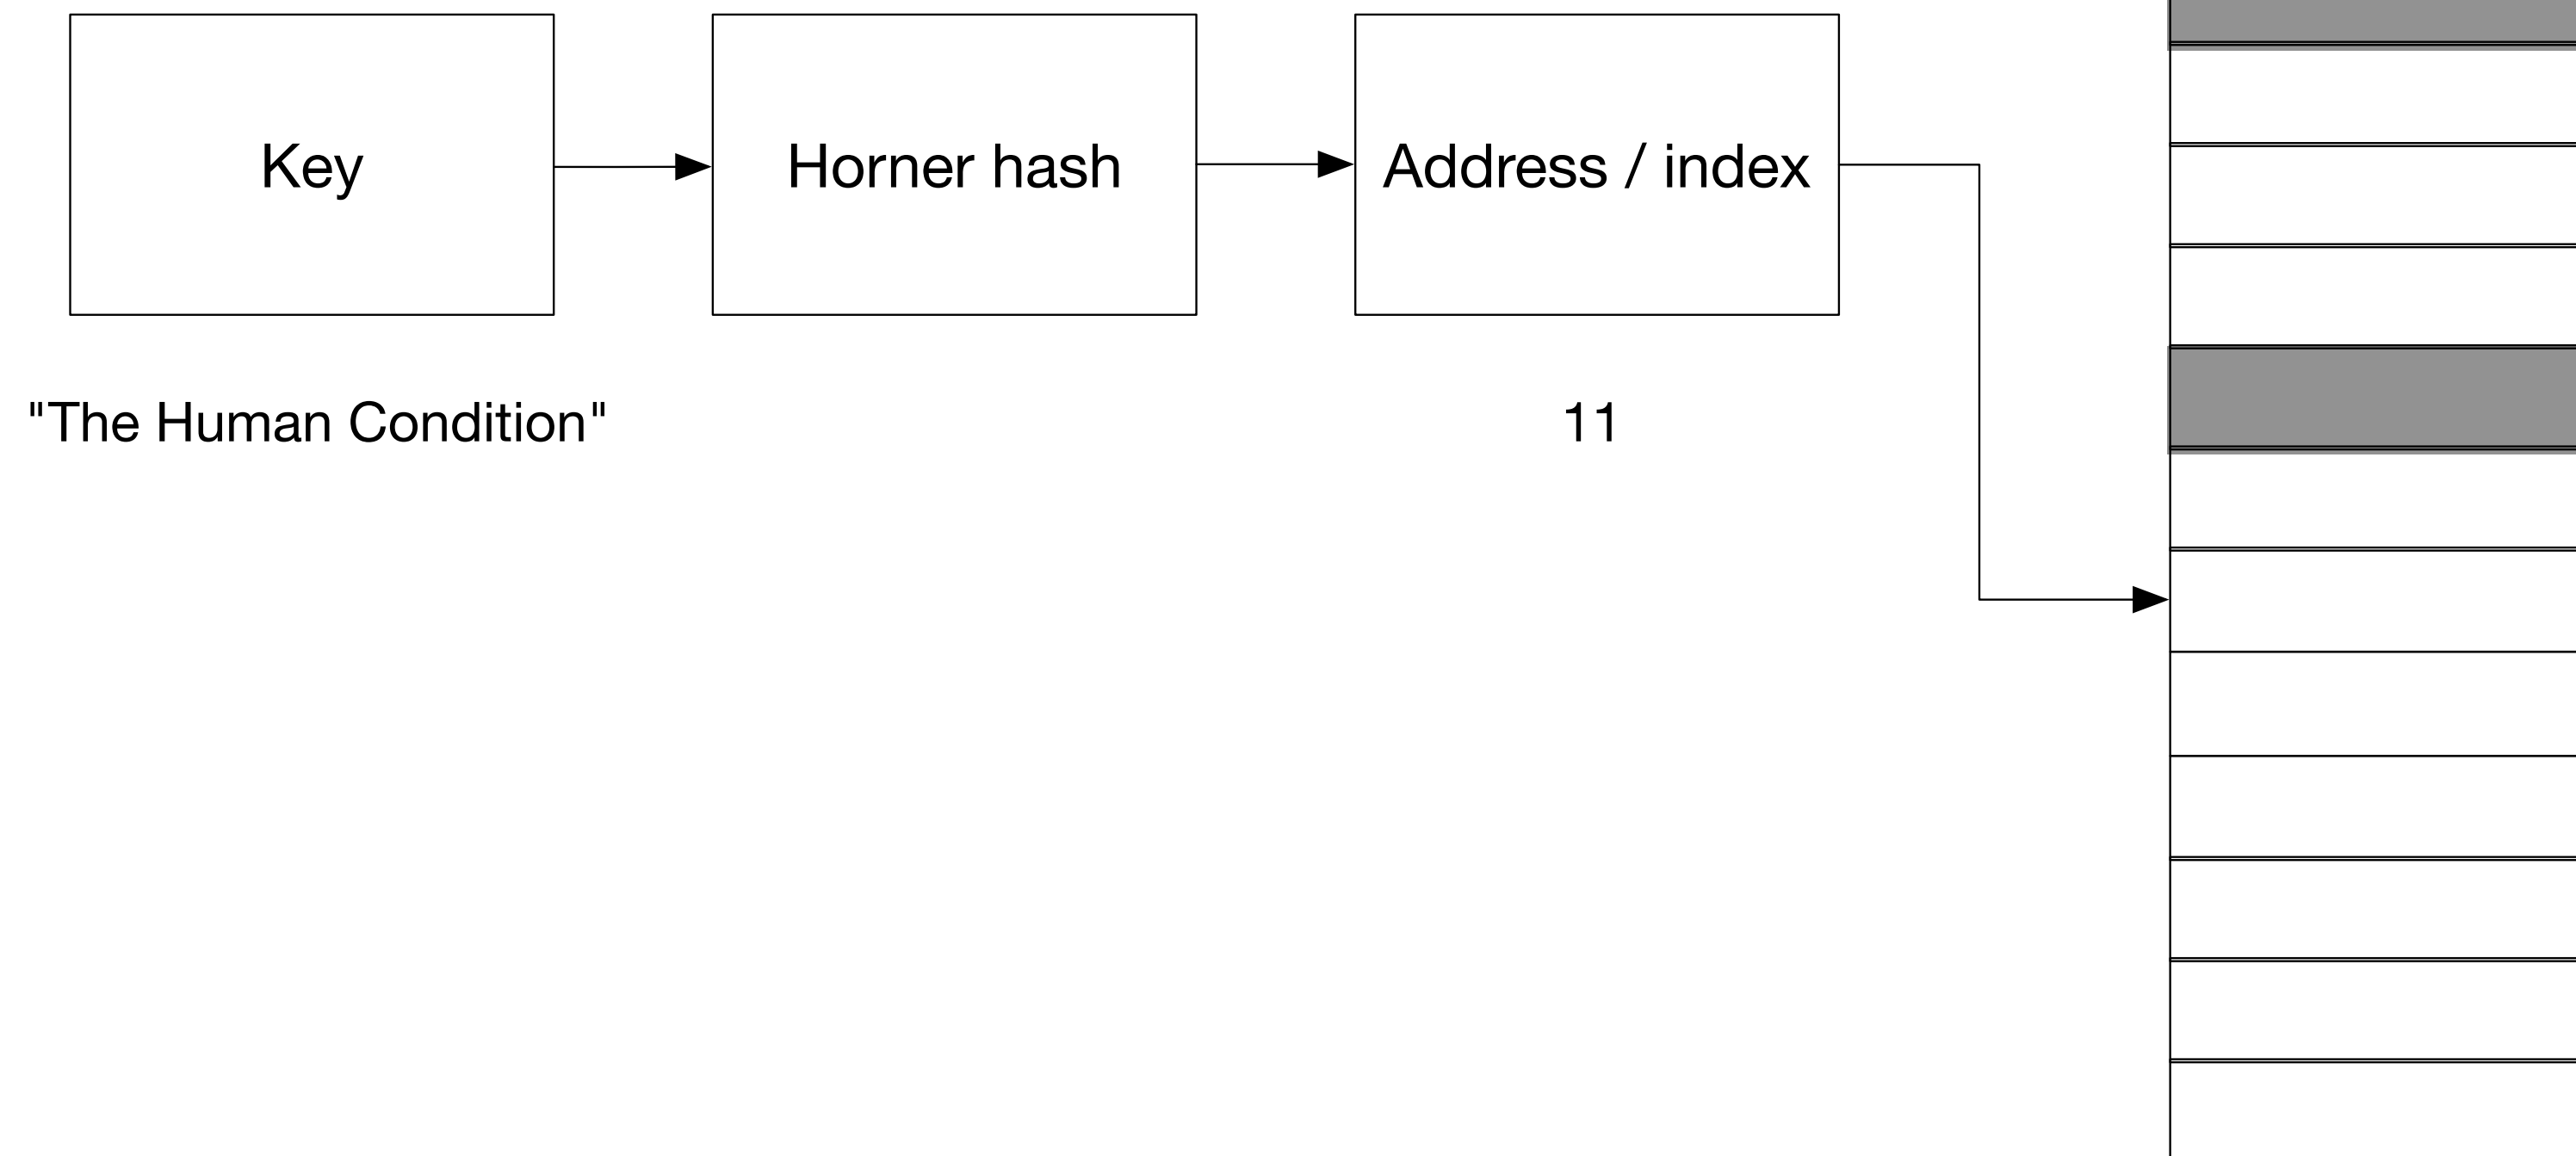 Key
Horner hash
Address / index
"The Human Condition"
11